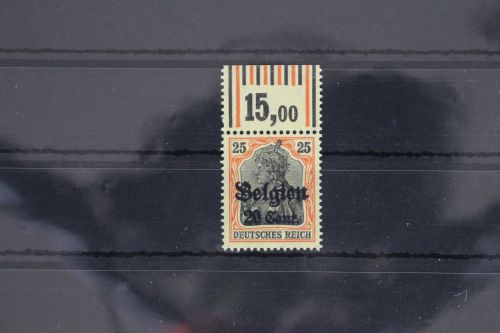 15,00
25 25
Belgien
20 Cent.
DEUTSCHES REICH